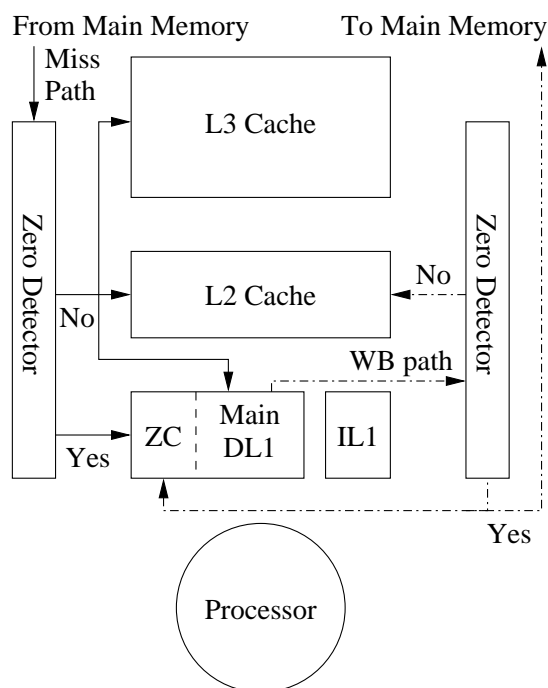 From Main Memory
To Main Memory
Miss
Path
L3 Cache
Zero Detector
Zero Detector
L2 Cache
No
No
WB path
ZC
Main
DL1
IL1
Yes
Yes
Processor